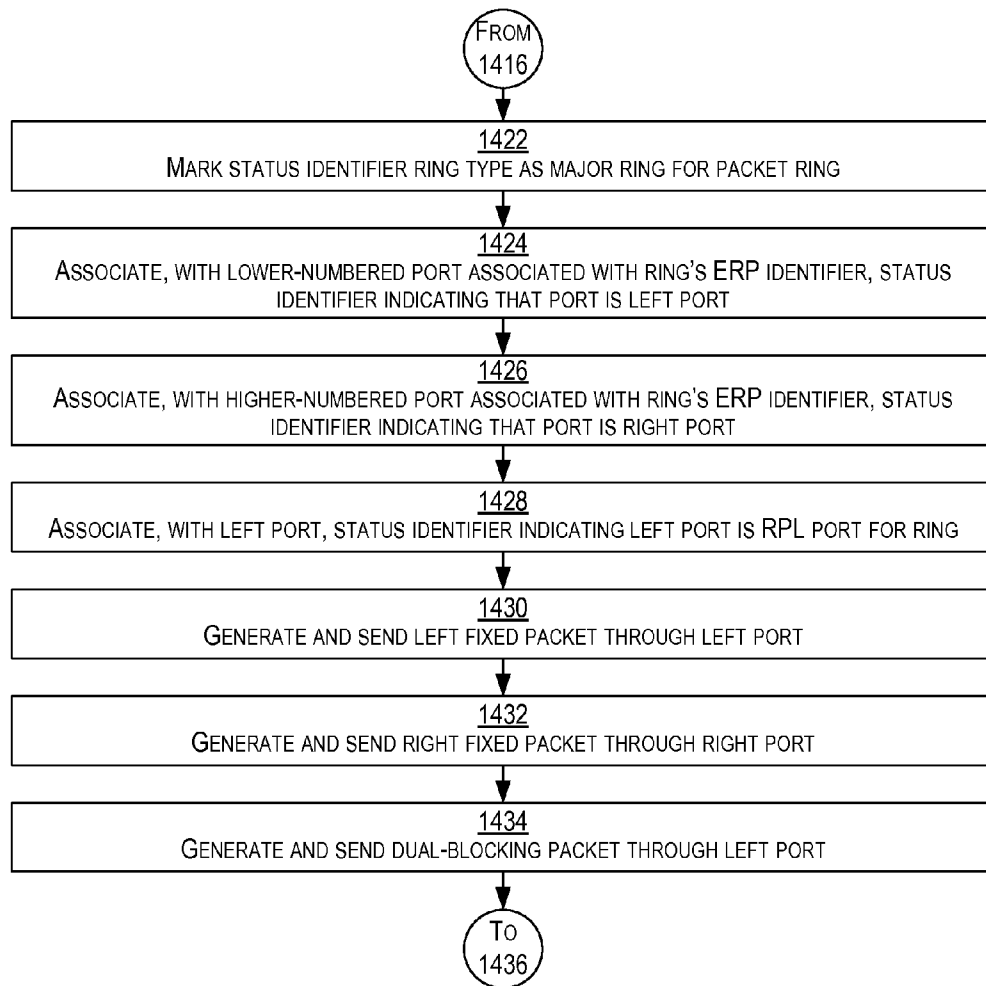 FROM
1416
1422
MARK STATUS IDENTIFIER RING TYPE AS MAJOR RING FOR PACKET RING
1424
ASSOCIATE, WITH LOWER-NUMBERED PORT ASSOCIATED WITH RING'S ERP IDENTIFIER, STATUS
IDENTIFIER INDICATING THAT PORT IS LEFT PORT
1426
ASSOCIATE, WITH HIGHER-NUMBERED PORT ASSOCIATED WITH RING'S ERP IDENTIFIER, STATUS
IDENTIFIER INDICATING THAT PORT IS RIGHT PORT
1428
ASSOCIATE, WITH LEFT PORT, STATUS IDENTIFIER INDICATING LEFT PORT IS RPL PORT FOR RING
1430
GENERATE AND SEND LEFT FIXED PACKET THROUGH LEFT PORT
1432
GENERATE AND SEND RIGHT FIXED PACKET THROUGH RIGHT PORT
1434
GENERATE AND SEND DUAL-BLOCKING PACKET THROUGH LEFT PORT
TO
1436